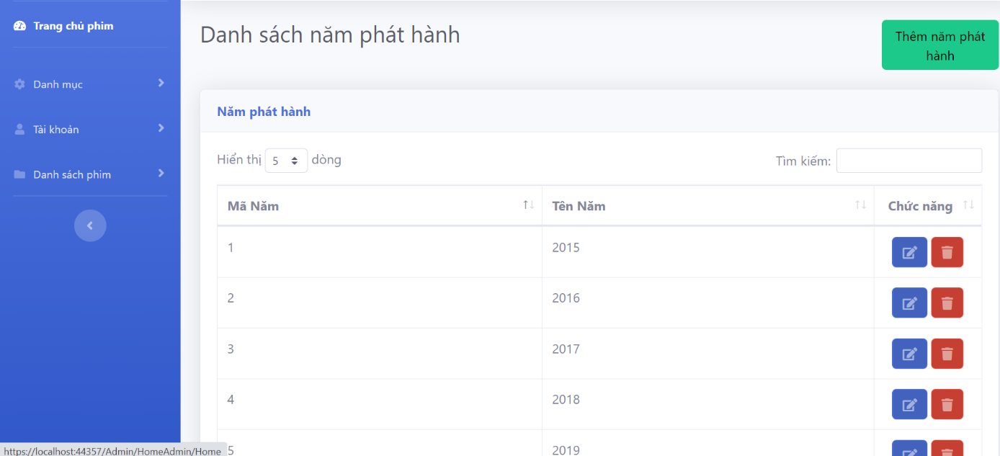 Trang chủ phim
Danh mục
Tài khoản
Danh sách phim
Danh sách năm phát hành
Thêm năm phát
hành
Năm phát hành
Hiển thị 5 dòng
Tìm kiếm:
Mã Năm Tên Năm Chức năng
1 2015
2 2016
3 2017
4 2018
5 2019
https://localhost:44357/Admin/HomeAdmin/Home